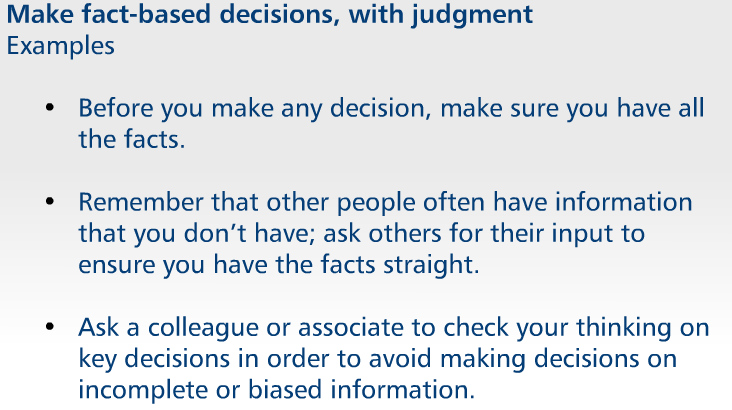 Make fact-based decisions, with judgment
Examples
• Before you make any decision, make sure you have all
the facts.
• Remember that other people often have information
that you don’t have; ask others for their input to
ensure you have the facts straight.
• Ask a colleague or associate to check your thinking on
key decisions in order to avoid making decisions on
incomplete or biased information.